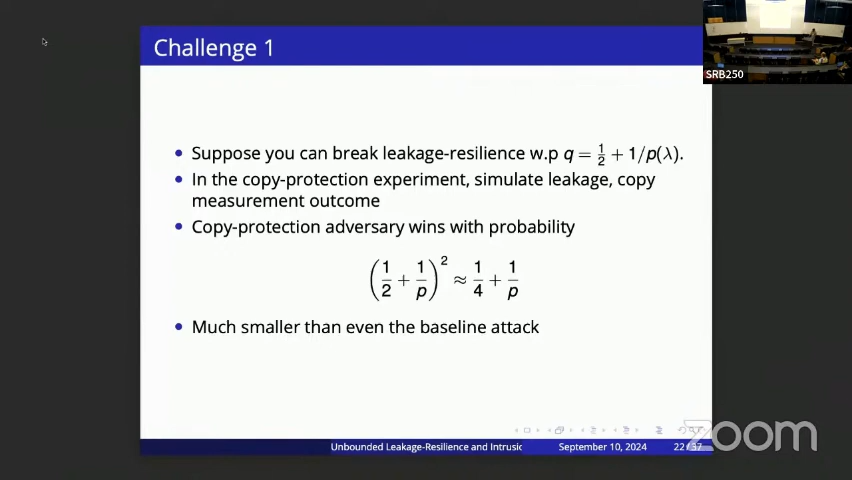 Challenge 1
SRB250
• Suppose you can break leakage-resilience w.p q = 1/2 + 1/p(λ).
• In the copy-protection experiment, simulate leakage, copy
measurement outcome
• Copy-protection adversary wins with probability
(1/2 + 1/p)² ≈ 1/4 + 1/p
• Much smaller than even the baseline attack
zoom
Unbounded Leakage-Resilience and Intrusic
September 10, 2024
22/37